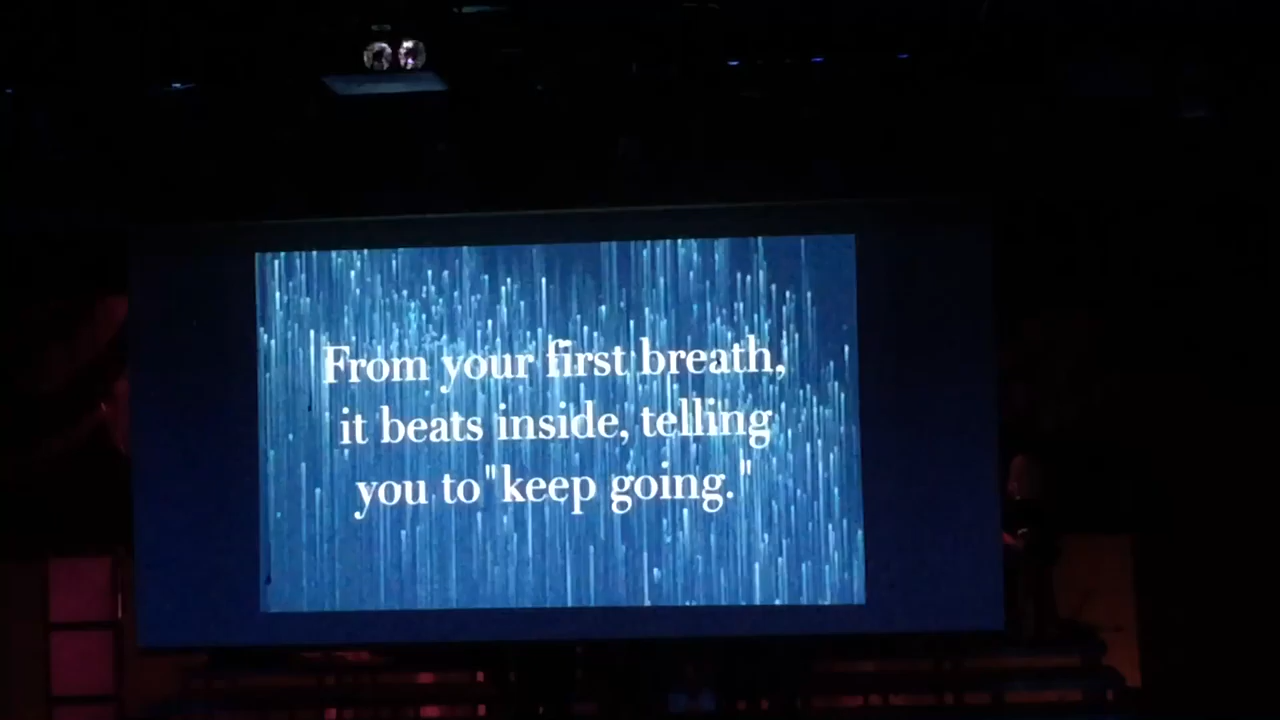 From your first breath,
it beats inside, telling
you to "keep going."